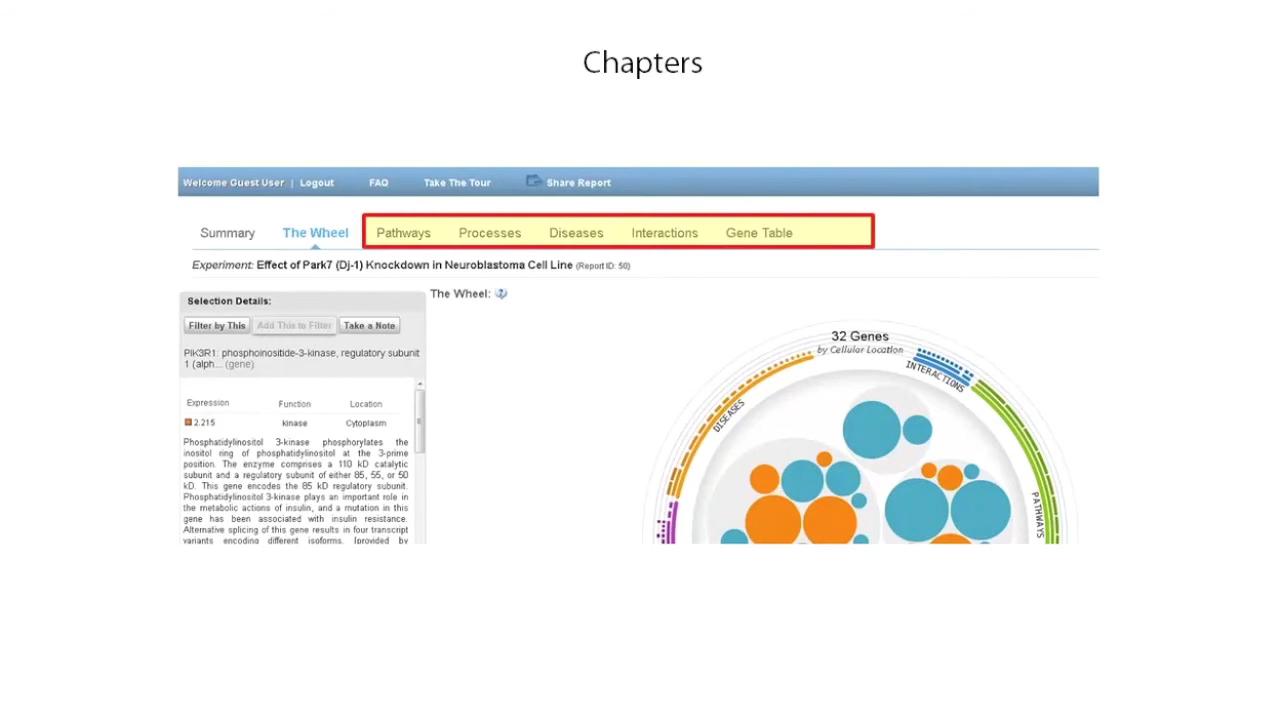 Chapters
Welcome Guest User | Logout FAQ Take The Tour Share Report
Summary The Wheel Pathways Processes Diseases Interactions Gene Table
Experiment: Effect of Park7 (Dj-1) Knockdown in Neuroblastoma Cell Line (Report ID: 50)
Selection Details:
Filter by This Add This to Filter Take a Note
PIK3R1: phosphoinositide-3-kinase, regulatory subunit
1 (alph... (gene)
Expression Function Location
2.215 kinase Cytoplasm
Phosphatidylinositol 3-kinase phosphorylates the
inositol ring of phosphatidylinositol at the 3-prime
position. The enzyme comprises a 110 kD catalytic
subunit and a regulatory subunit of either 85, 55, or 50
kD. This gene encodes the 85 kD regulatory subunit.
Phosphatidylinositol 3-kinase plays an important role in
the metabolic actions of insulin, and a mutation in this
gene has been associated with insulin resistance.
Alternative splicing of this gene results in four transcript
variants encoding different isoforms. [provided by
The Wheel:
32 Genes
by Cellular Location
DISEASES
INTERACTIONS
PATHWAYS